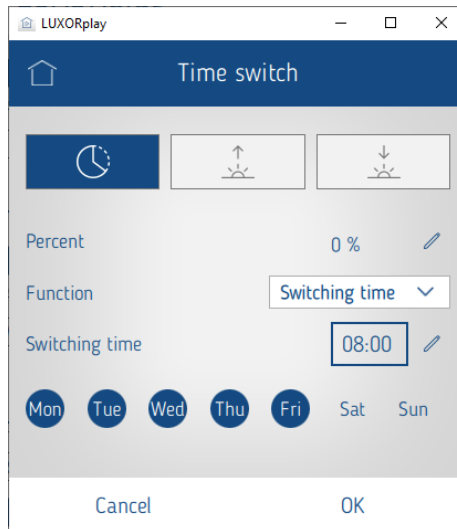 LUXORplay
Time switch
Percent 0 %
Function Switching time
Switching time 08:00
Mon Tue Wed Thu Fri Sat Sun
Cancel OK